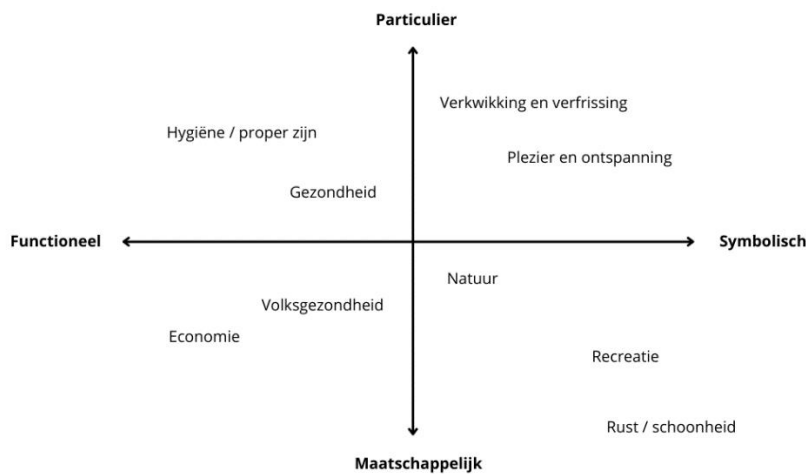 Particulier
Verkwikking en verfrissing
Hygiëne / proper zijn
Plezier en ontspanning
Gezondheid
Functioneel
Symbolisch
Natuur
Volksgezondheid
Economie
Recreatie
Rust / schoonheid
Maatschappelijk